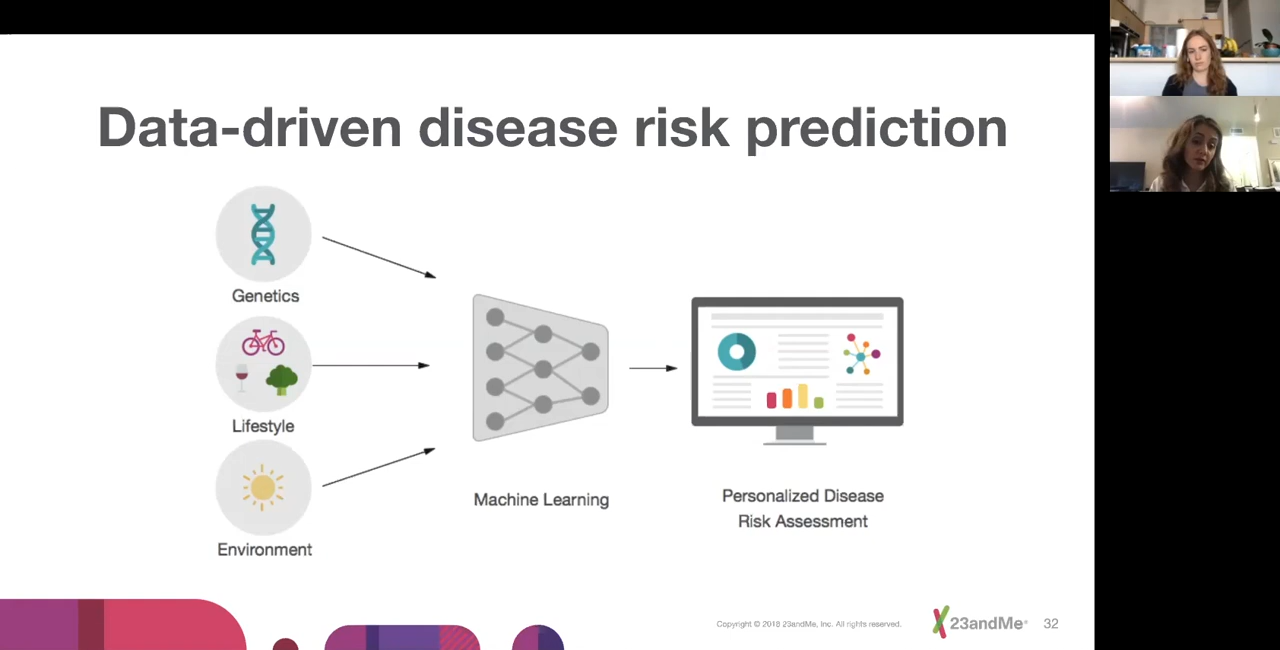 Data-driven disease risk prediction
Genetics
Lifestyle
Environment
Machine Learning
Personalized Disease
Risk Assessment
Copyright © 2018 23andMe, Inc. All rights reserved.
23andMe®
32